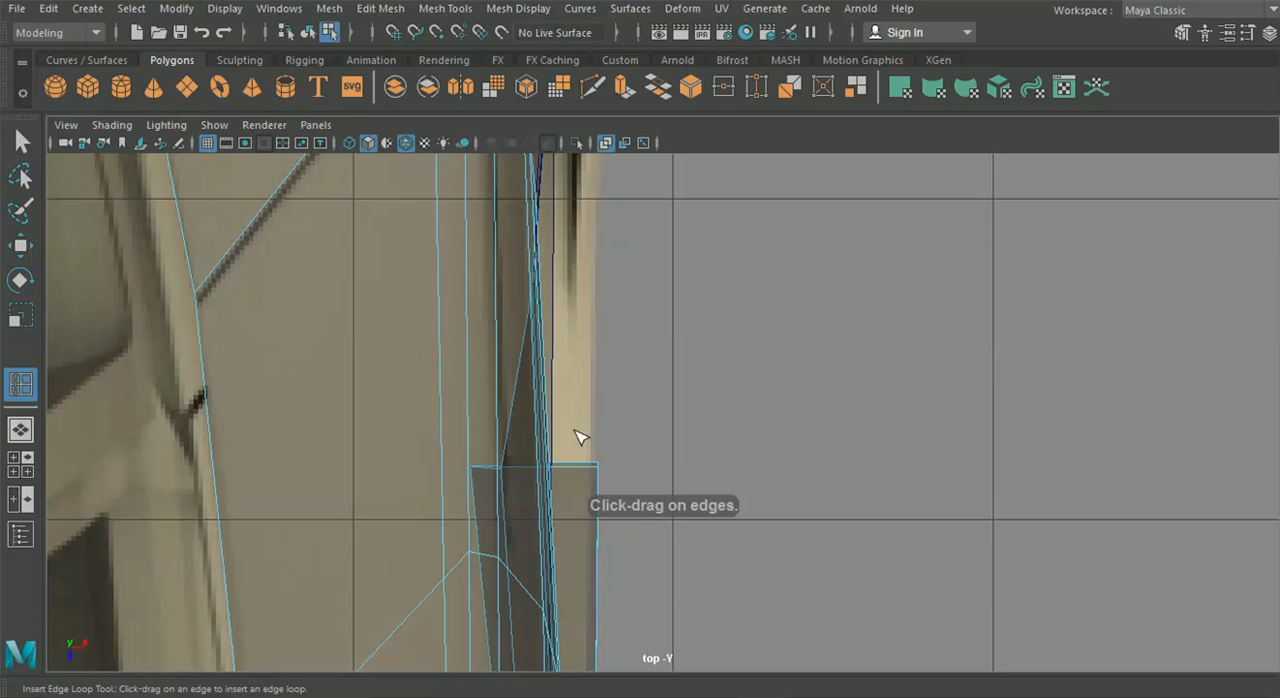 File Edit Create Select Modify Display Windows Mesh Edit Mesh Mesh Tools Mesh Display Curves Surfaces Deform UV Generate Cache Arnold Help Workspace : Maya Classic
Modeling No Live Surface Sign In
Curves / Surfaces Polygons Sculpting Rigging Animation Rendering FX FX Caching Custom Arnold Bifrost MASH Motion Graphics XGen
T svg
View Shading Lighting Show Renderer Panels
Click-drag on edges.
y x
z
top -Y
Insert Edge Loop Tool: Click-drag on an edge to insert an edge loop.